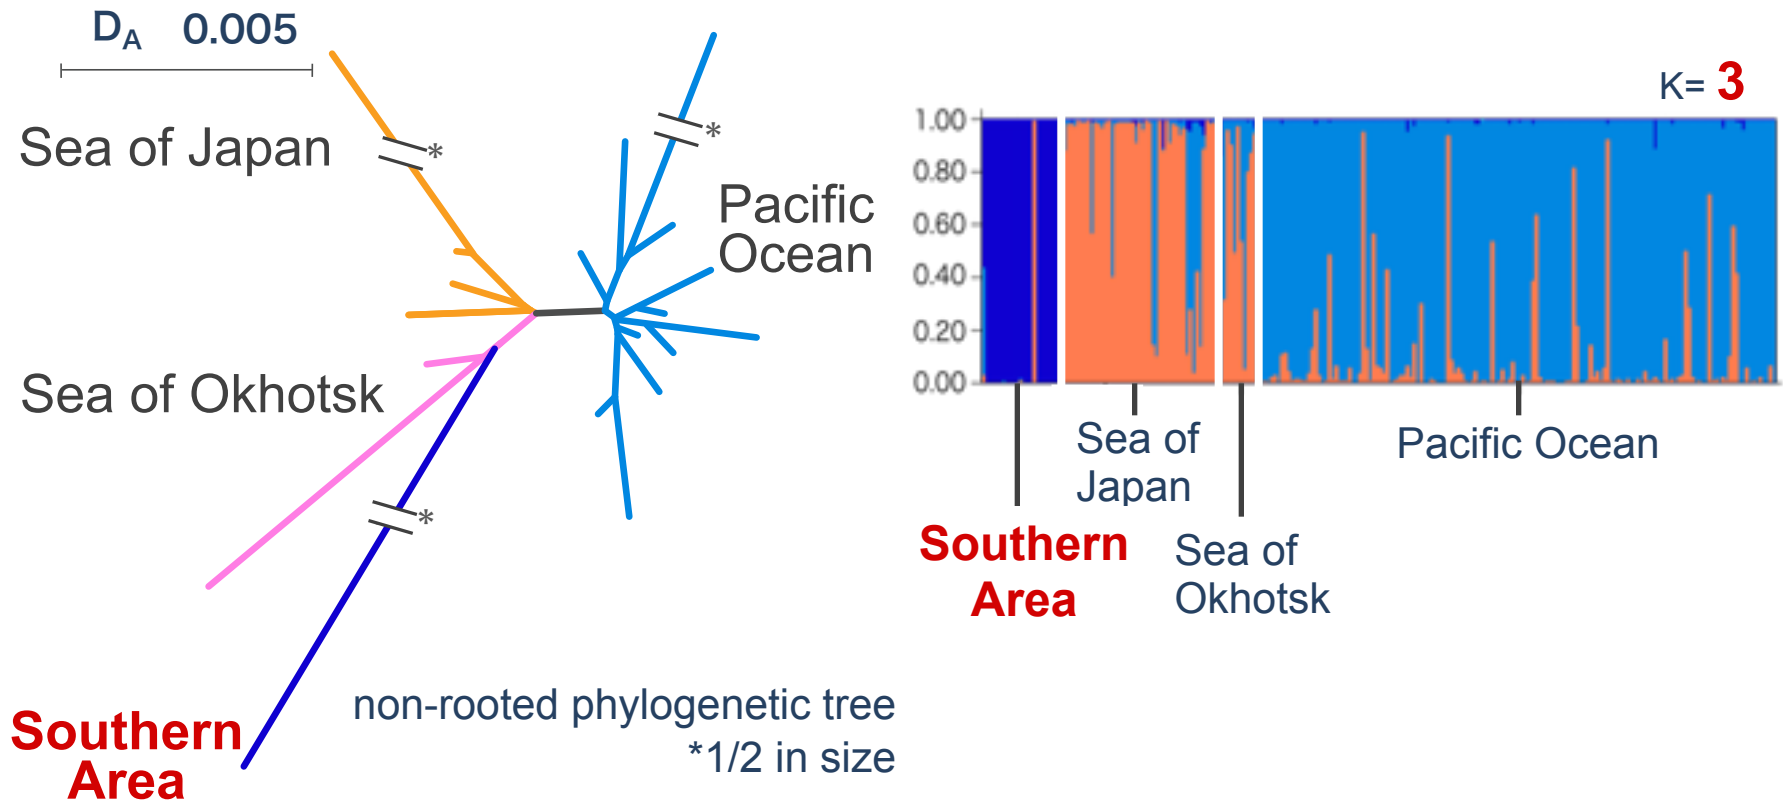 DA 0.005
Sea of Japan
*
*
Pacific
Ocean
Sea of Okhotsk
*
Southern
Area
non-rooted phylogenetic tree
*1/2 in size
K= 3
1.00
0.80
0.60
0.40
0.20
0.00
Sea of
Japan
Pacific Ocean
Southern
Area
Sea of
Okhotsk